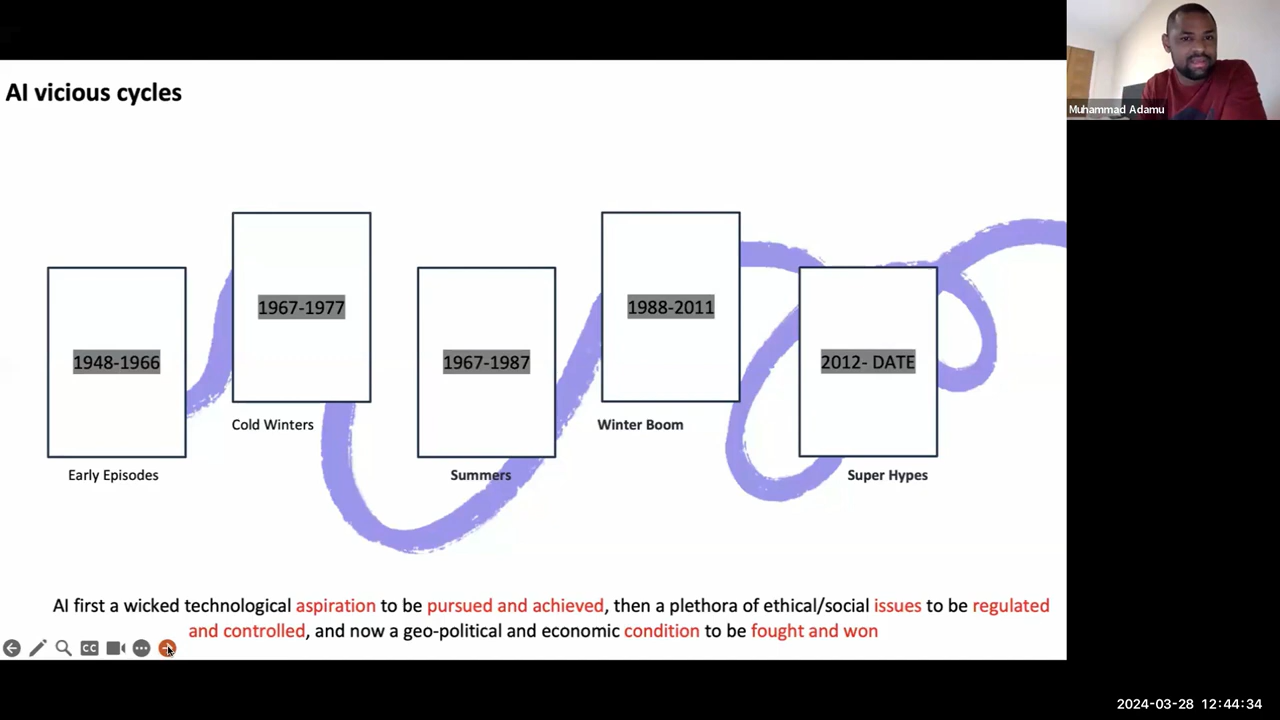 AI vicious cycles
Muhammad Adamu
1948-1966
Early Episodes
1967-1977
Cold Winters
1967-1987
Summers
1988-2011
Winter Boom
2012- DATE
Super Hypes
AI first a wicked technological aspiration to be pursued and achieved, then a plethora of ethical/social issues to be regulated
and controlled, and now a geo-political and economic condition to be fought and won
CC
2024-03-28 12:44:34